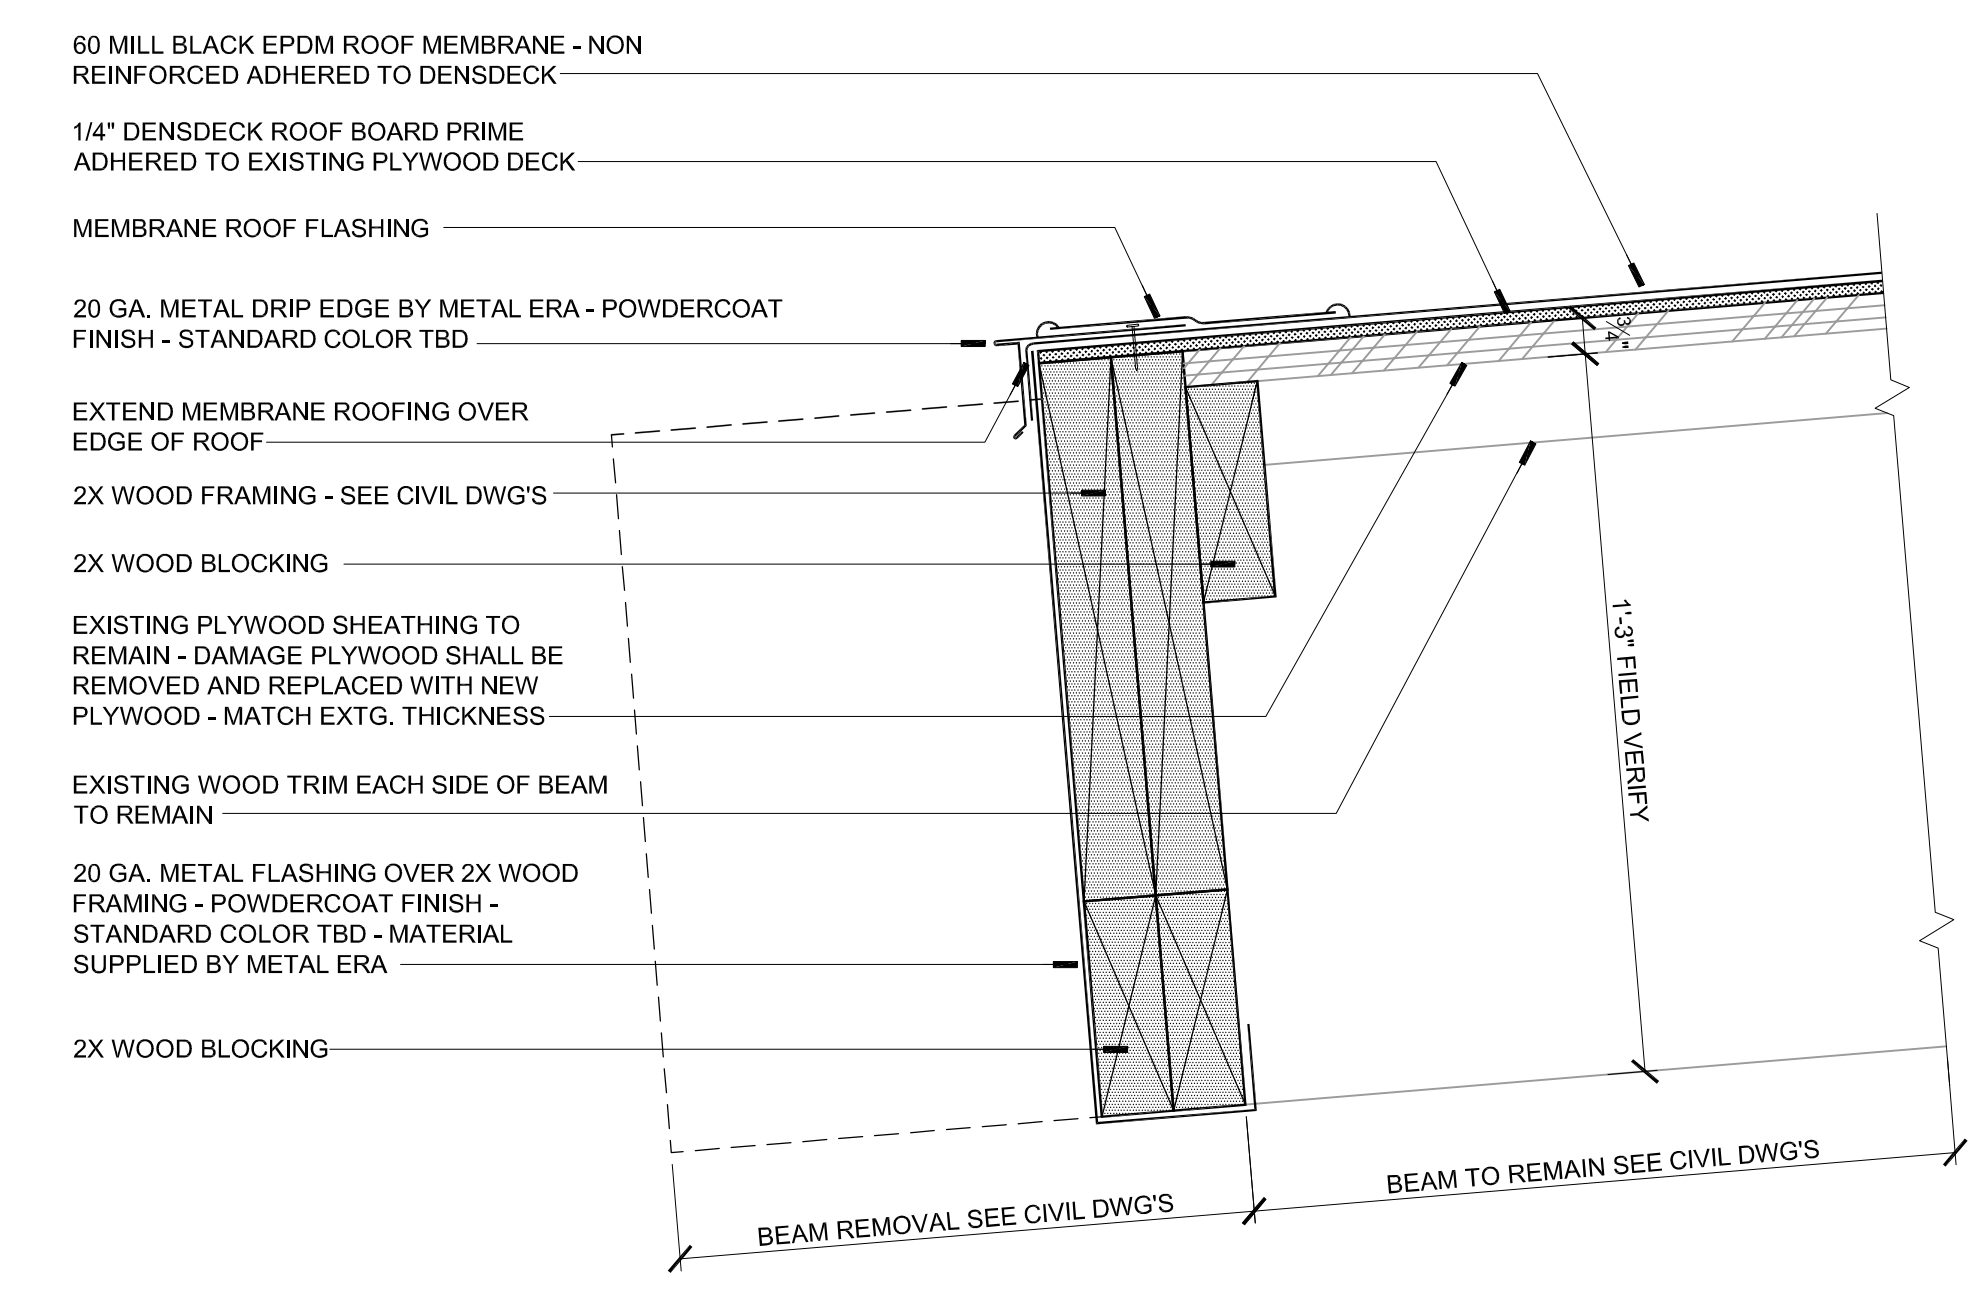 60 MILL BLACK EPDM ROOF MEMBRANE - NON
REINFORCED ADHERED TO DENSDECK
1/4" DENSDECK ROOF BOARD PRIME
ADHERED TO EXISTING PLYWOOD DECK
MEMBRANE ROOF FLASHING
20 GA. METAL DRIP EDGE BY METAL ERA - POWDERCOAT
FINISH - STANDARD COLOR TBD
EXTEND MEMBRANE ROOFING OVER
EDGE OF ROOF
2X WOOD FRAMING - SEE CIVIL DWG'S
2X WOOD BLOCKING
EXISTING PLYWOOD SHEATHING TO
REMAIN - DAMAGE PLYWOOD SHALL BE
REMOVED AND REPLACED WITH NEW
PLYWOOD - MATCH EXTG. THICKNESS
EXISTING WOOD TRIM EACH SIDE OF BEAM
TO REMAIN
20 GA. METAL FLASHING OVER 2X WOOD
FRAMING - POWDERCOAT FINISH -
STANDARD COLOR TBD - MATERIAL
SUPPLIED BY METAL ERA
2X WOOD BLOCKING
3/4"
1'-3" FIELD VERIFY
BEAM REMOVAL SEE CIVIL DWG'S
BEAM TO REMAIN SEE CIVIL DWG'S